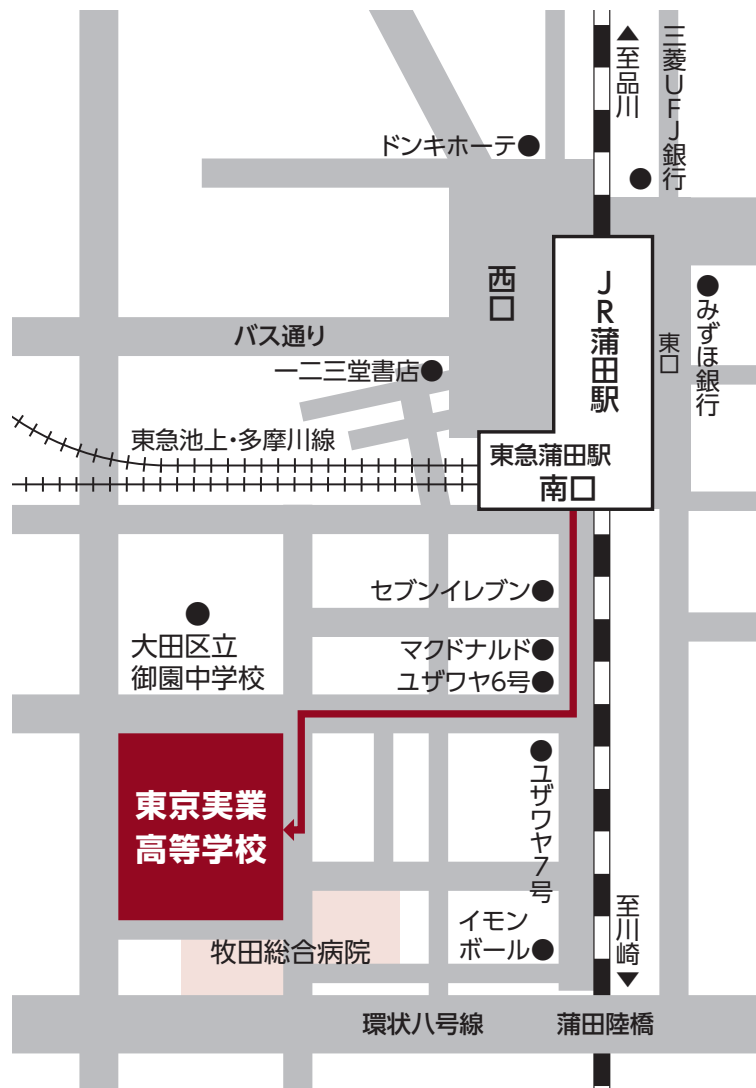 ▲至品川
三菱UFJ銀行
ドンキホーテ
西口
JR蒲田駅
東口
みずほ銀行
バス通り
一二三堂書店
東急池上・多摩川線
東急蒲田駅
南口
セブンイレブン
大田区立
御園中学校
マクドナルド
ユザワヤ6号
ユザワヤ7号
東京実業
高等学校
イモン
ボール
至川崎▼
牧田総合病院
環状八号線
蒲田陸橋